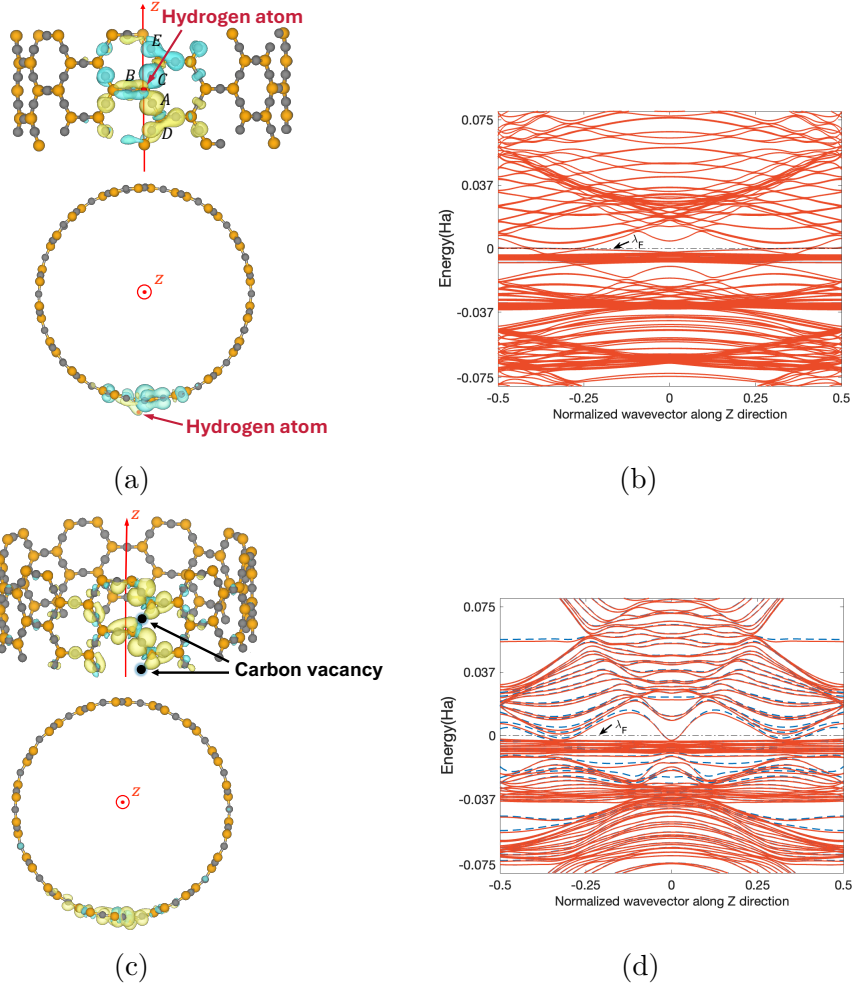 z
Hydrogen atom
E
B
C
A
D
z
Hydrogen atom
(a)
0.075
0.037
0
-0.037
-0.075
Energy(Ha)
λF
-0.5
-0.25
0
0.25
0.5
Normalized wavevector along Z direction
(b)
z
Carbon vacancy
z
(c)
0.075
0.037
0
-0.037
-0.075
Energy(Ha)
λF
-0.5
-0.25
0
0.25
0.5
Normalized wavevector along Z direction
(d)